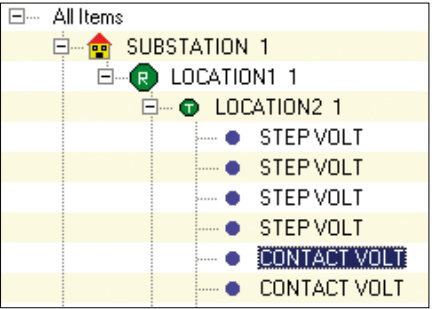 All Items
SUBSTATION 1
R LOCATION1 1
T LOCATION2 1
STEP VOLT
STEP VOLT
STEP VOLT
STEP VOLT
CONTACT VOLT
CONTACT VOLT